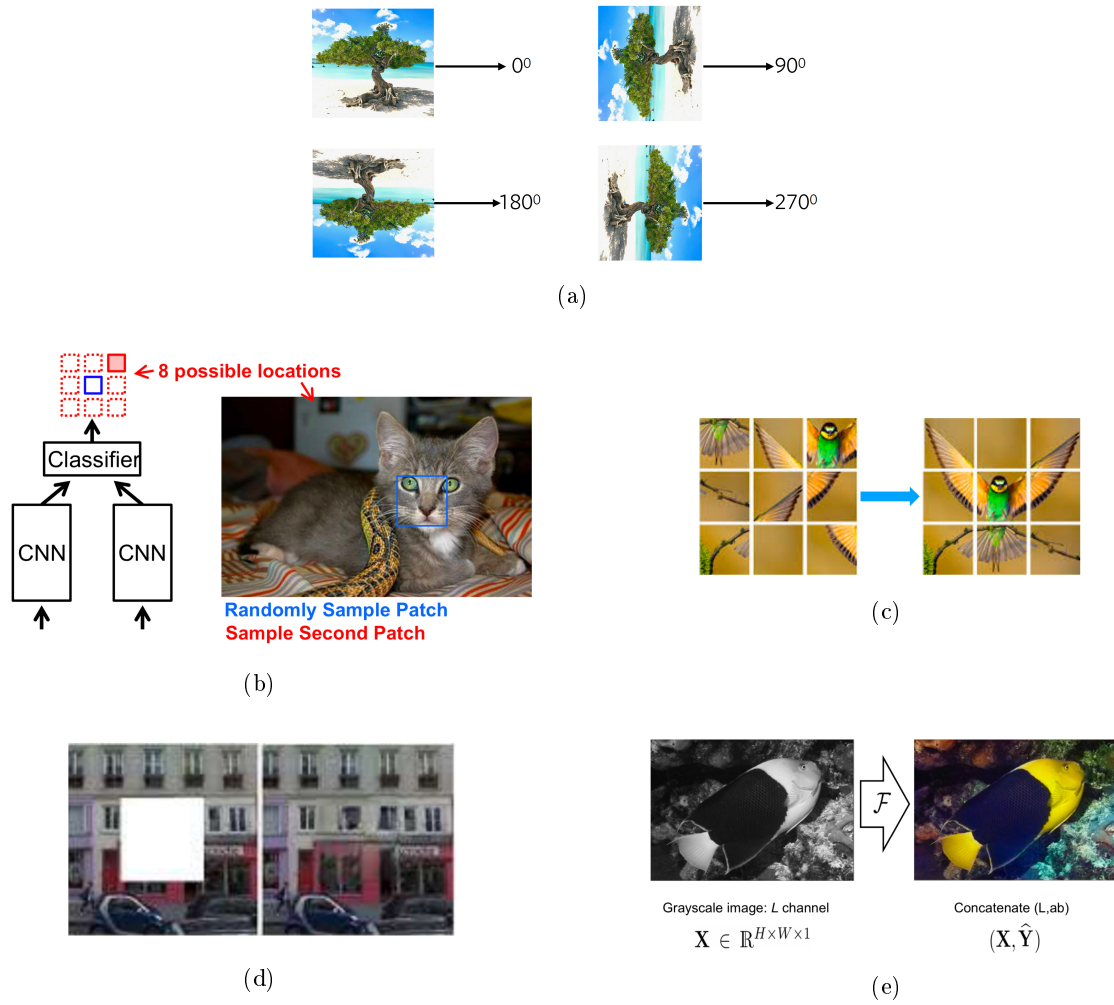 0⁰
90⁰
180⁰
270⁰
(a)
8 possible locations
Classifier
CNN CNN
Randomly Sample Patch
Sample Second Patch
(b)
(c)
(d)
F
Grayscale image: L channel
X ∈ ℝ^{H×W×1}
Concatenate (L,ab)
(X, Ŷ)
(e)